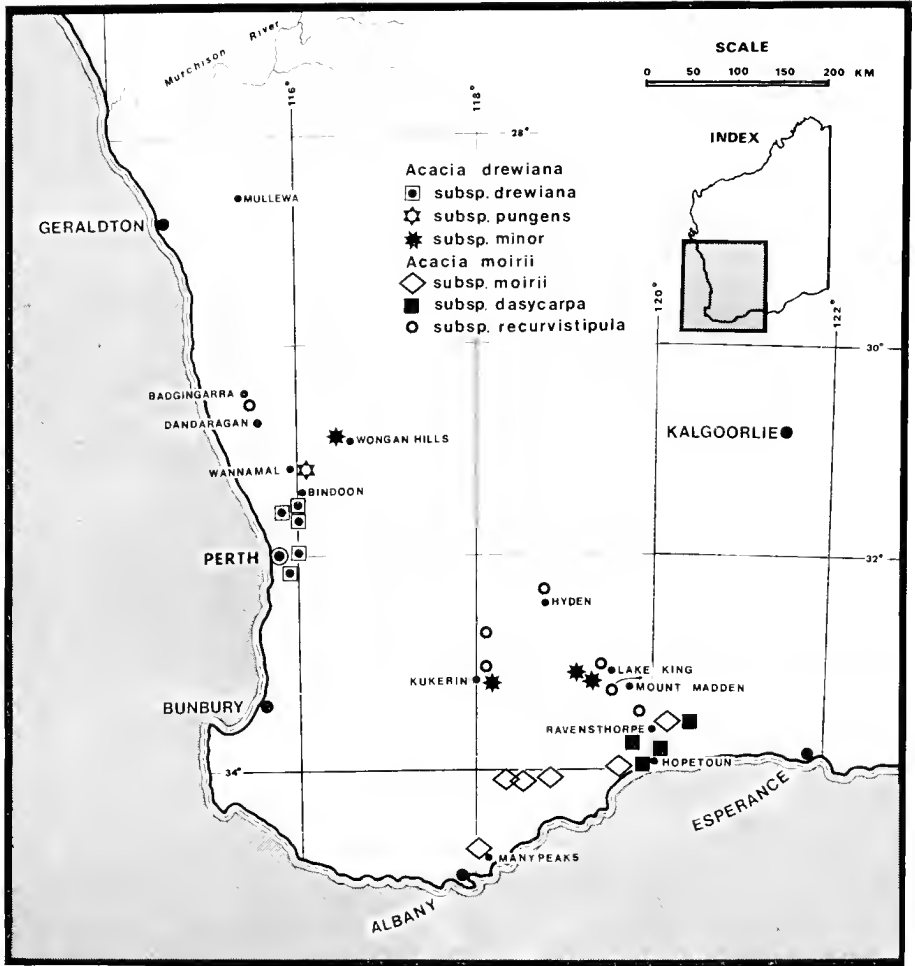 Murchison River
SCALE
0 50 100 150 200 KM
116°
118°
28°
INDEX
Acacia drewiana
subsp. drewiana
subsp. pungens
subsp. minor
Acacia moirii
subsp. moirii
subsp. dasycarpa
subsp. recurvistipula
MULLEWA
GERALDTON
120°
122°
30°
BADGINGARRA
DANDARAGAN
KALGOORLIE
WONGAN HILLS
WANNAMAL
BINDOON
PERTH
32°
HYDEN
KUKERIN
LAKE KING
MOUNT MADDEN
BUNBURY
RAVENSTHORPE
HOPETOUN
34°
ESPERANCE
MANYPEAKS
ALBANY